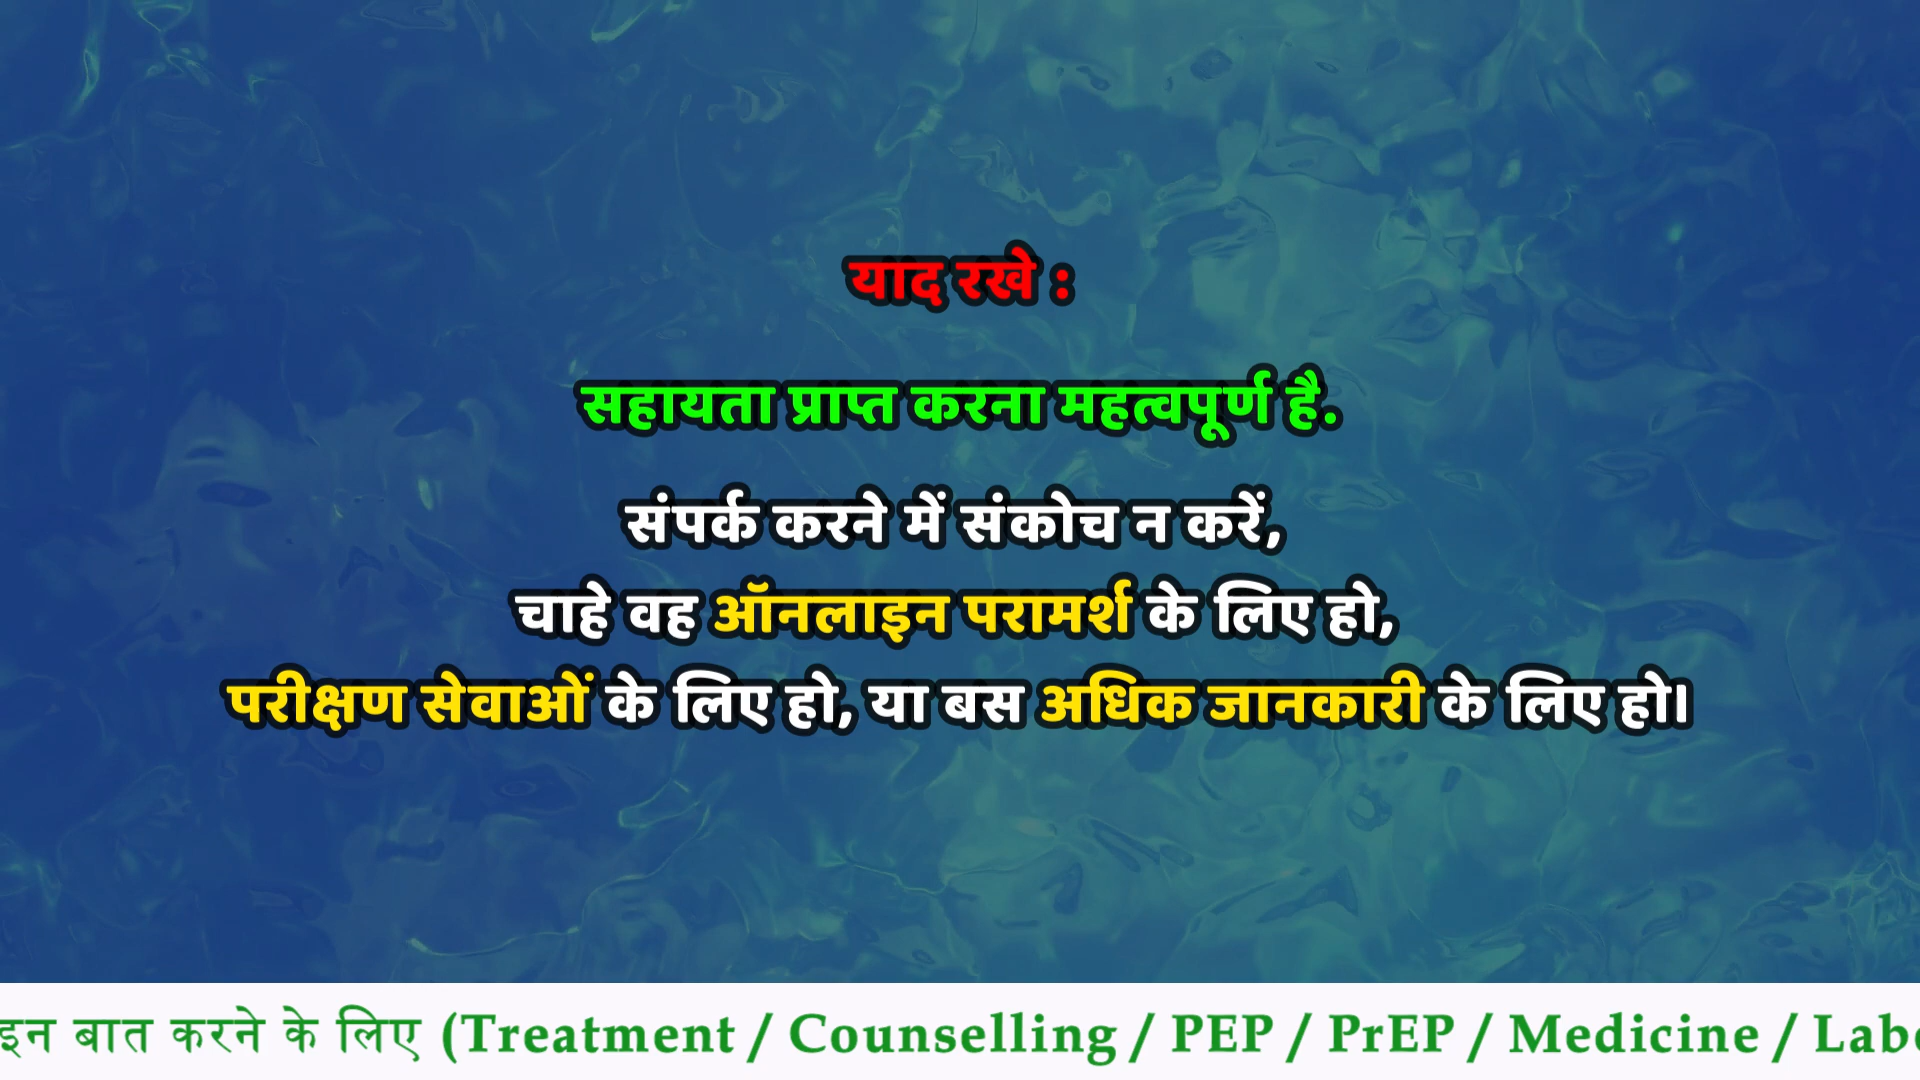 याद रखे :
सहायता प्राप्त करना महत्वपूर्ण है.
संपर्क करने में संकोच न करें,
चाहे वह ऑनलाइन परामर्श के लिए हो,
परीक्षण सेवाओं के लिए हो, या बस अधिक जानकारी के लिए हो।
इन बात करने के लिए (Treatment / Counselling / PEP / PrEP / Medicine /